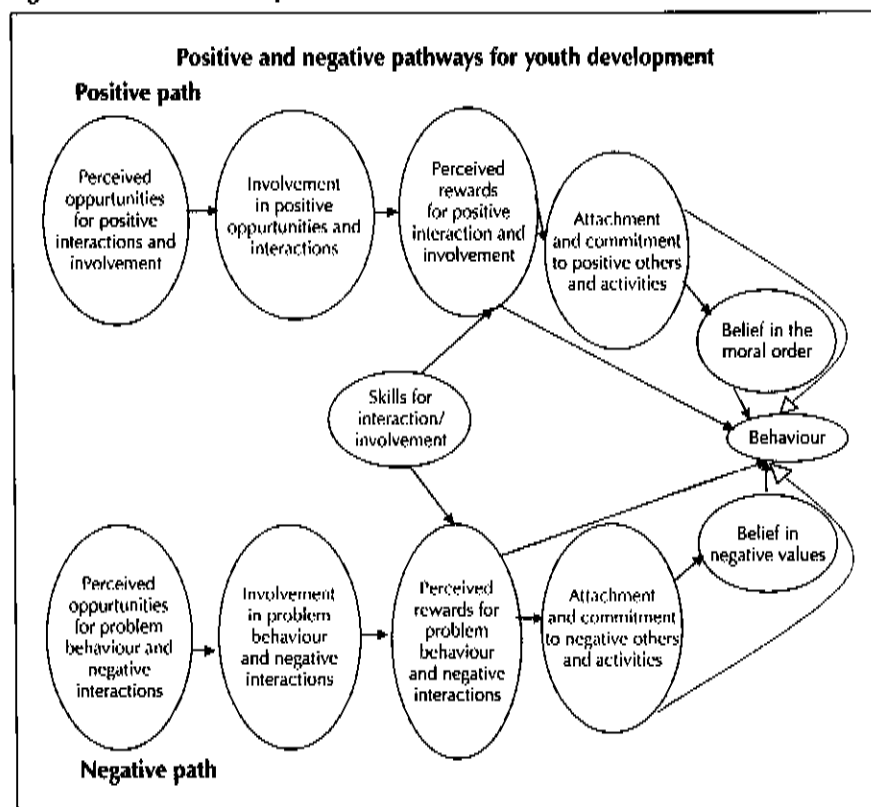 Positive and negative pathways for youth development
Positive path
Perceived
oppurtunities
for positive
interactions and
involvement
Involvement
in positive
oppurtunities and
interactions
Perceived
rewards
for positive
interaction and
involvement
Attachment
and commitment
to positive others
and activities
Belief in the
moral order
Skills for
interaction/
involvement
Behaviour
Perceived
oppurtunities
for problem
behaviour and
negative
interactions
Involvement
in problem
behaviour
and negative
interactions
Perceived
rewards for
problem
behaviour
and negative
interactions
Attachment
and commitment
to negative others
and activities
Belief in
negative values
Negative path